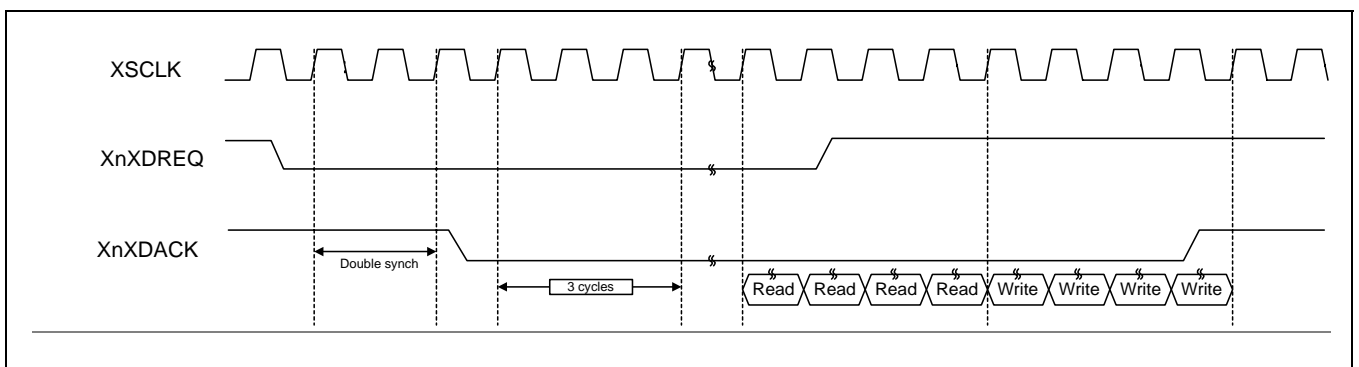 XSCLK
XnXDREQ
XnXDACK
Double synch
3 cycles
Read Read Read Read Write Write Write Write